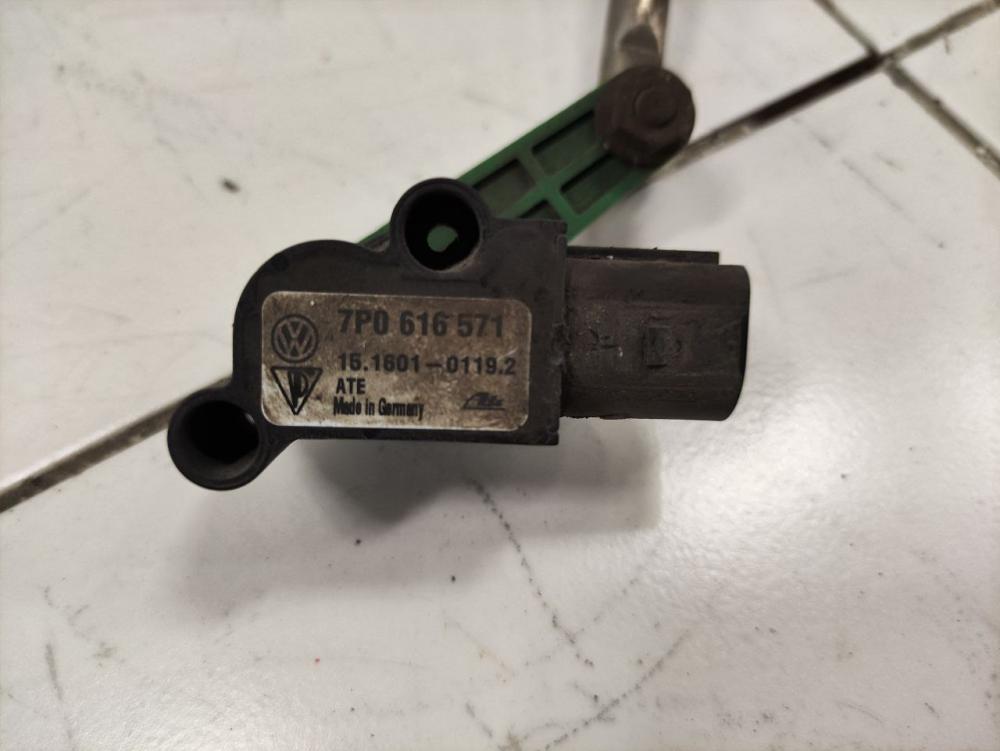 7P0 616 571
15.1601-0119.2
ATE
Made in Germany